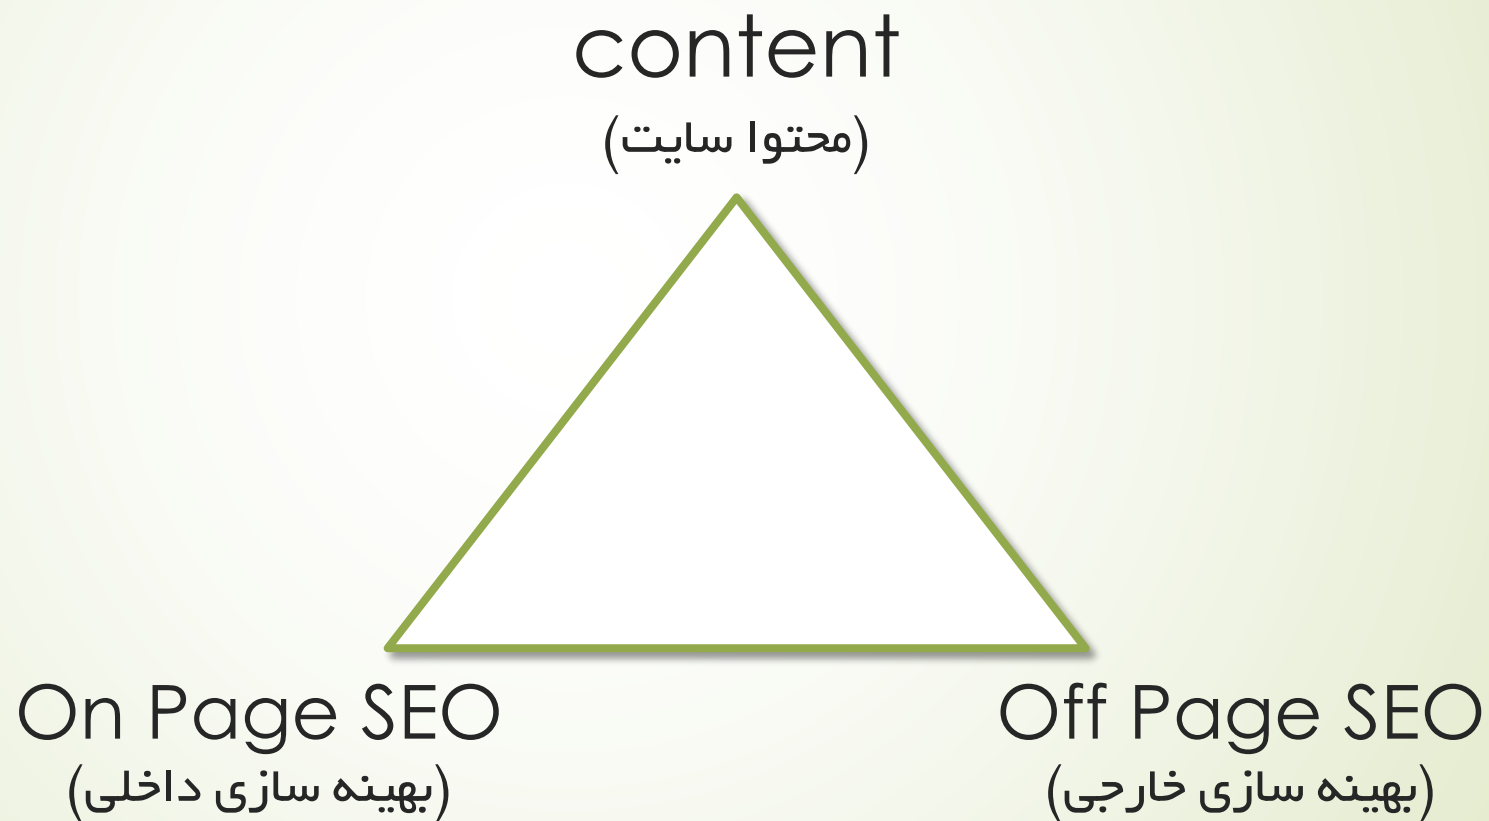 content
(محتوا سایت)
On Page SEO
(بهینه سازی داخلی)
Off Page SEO
(بهینه سازی خارجی)